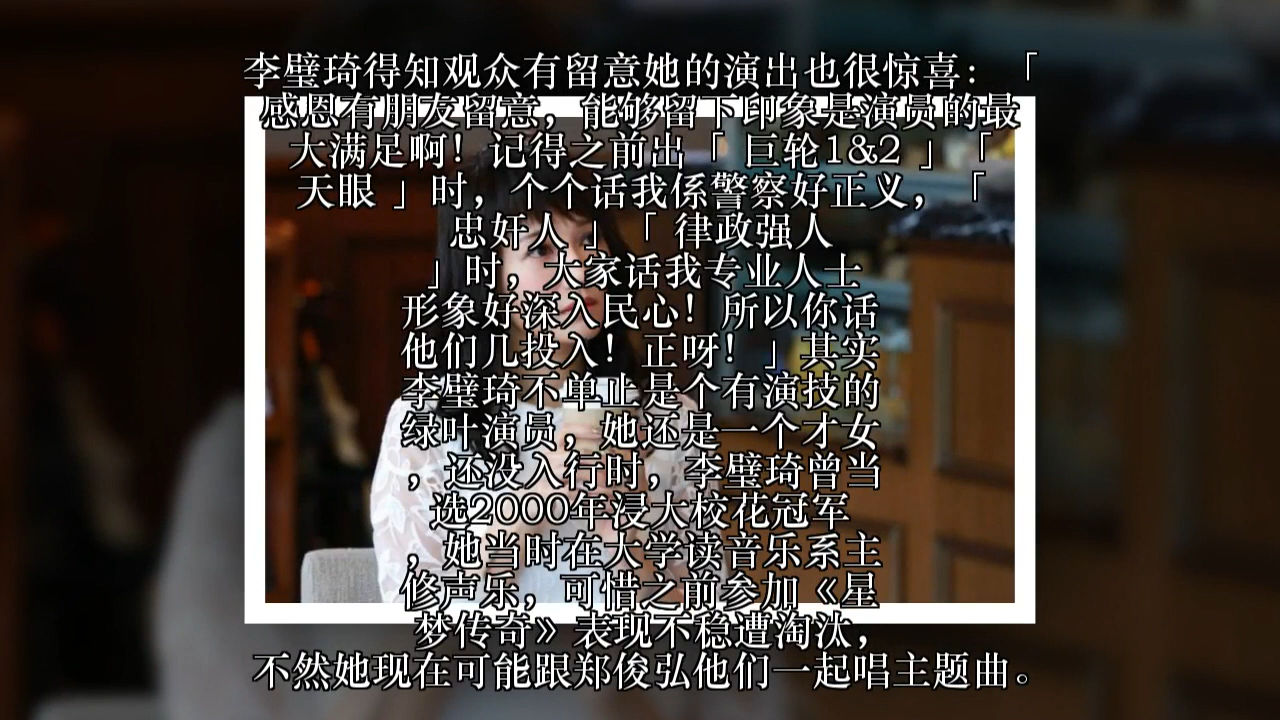 李璧琦得知观众有留意她的演出也很惊喜：「
感恩有朋友留意，能够留下印象是演员的最
大满足啊！记得之前出「 巨轮1&2 」「
天眼 」时，个个话我係警察好正义，「
忠奸人 」「 律政强人
」时，大家话我专业人士
形象好深入民心！所以你话
他们几投入！正呀！」其实
李璧琦不单止是个有演技的
绿叶演员，她还是一个才女
，还没入行时，李璧琦曾当
选2000年浸大校花冠军
，她当时在大学读音乐系主
修声乐，可惜之前参加《星
梦传奇》表现不稳遭淘汰，
不然她现在可能跟郑俊弘他们一起唱主题曲。